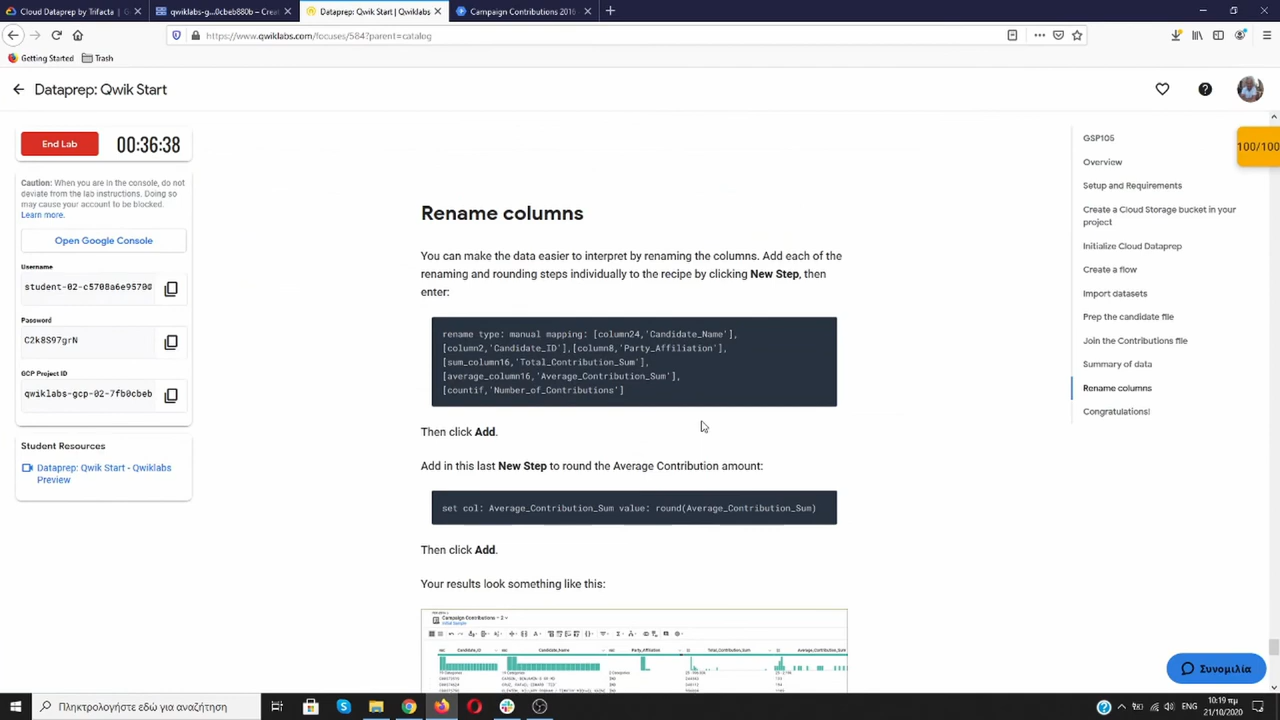 Cloud Dataprep by Trifacta
qwiklabs-g...0cbeb880b – Crea
Dataprep: Qwik Start | Qwiklabs
Campaign Contributions 2016
https://www.qwiklabs.com/focuses/584?parent=catalog
Getting Started
Trash
Dataprep: Qwik Start
End Lab
00:36:38
Caution: When you are in the console, do not
deviate from the lab instructions. Doing so
may cause your account to be blocked.
Learn more.
Open Google Console
Username
student-02-c5708a6e9570@
Password
C2k8S97grN
GCP Project ID
qwiklabs-gcp-02-7fb0cbeb
Student Resources
Dataprep: Qwik Start - Qwiklabs
Preview
Rename columns
You can make the data easier to interpret by renaming the columns. Add each of the
renaming and rounding steps individually to the recipe by clicking New Step, then
enter:
rename type: manual mapping: [column24,'Candidate_Name'],
[column2,'Candidate_ID'],[column8,'Party_Affiliation'],
[sum_column16,'Total_Contribution_Sum'],
[average_column16,'Average_Contribution_Sum'],
[countif,'Number_of_Contributions']
Then click Add.
Add in this last New Step to round the Average Contribution amount:
set col: Average_Contribution_Sum value: round(Average_Contribution_Sum)
Then click Add.
Your results look something like this:
Campaign Contributions – 2
Initial Sample
Candidate_ID
Candidate_Name
Party_Affiliation
Total_Contribution_Sum
Average_Contribution_Sum
GSP105
Overview
Setup and Requirements
Create a Cloud Storage bucket in your
project
Initialize Cloud Dataprep
Create a flow
Import datasets
Prep the candidate file
Join the Contributions file
Summary of data
Rename columns
Congratulations!
100/100
Συνομιλία
Πληκτρολογήστε εδώ για αναζήτηση
ENG
10:19 πμ
21/10/2020